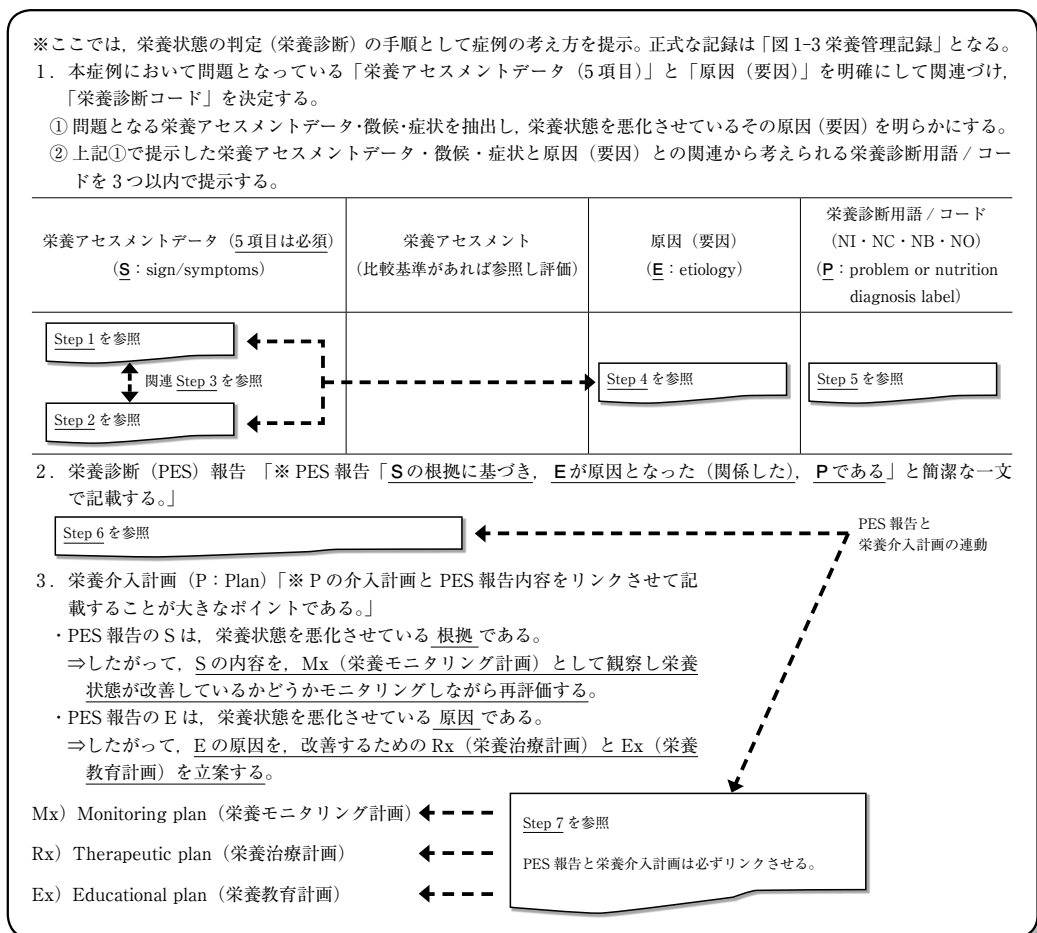 ※ここでは，栄養状態の判定（栄養診断）の手順として症例の考え方を提示。正式な記録は「図 1-3 栄養管理記録」となる。
1．本症例において問題となっている「栄養アセスメントデータ（5 項目）」と「原因（要因）」を明確にして関連づけ，
「栄養診断コード」を決定する。
① 問題となる栄養アセスメントデータ・徴候・症状を抽出し，栄養状態を悪化させているその原因（要因）を明らかにする。
② 上記①で提示した栄養アセスメントデータ・徴候・症状と原因（要因）との関連から考えられる栄養診断用語 / コー
ドを 3 つ以内で提示する。
栄養アセスメントデータ（5 項目は必須）
（S：sign/symptoms）
栄養アセスメント
（比較基準があれば参照し評価）
原因（要因）
（E：etiology）
栄養診断用語 / コード
（NI・NC・NB・NO）
（P：problem or nutrition
diagnosis label）
Step 1 を参照
関連 Step 3 を参照
Step 2 を参照
Step 4 を参照
Step 5 を参照
2．栄養診断（PES）報告 「※ PES 報告「S の根拠に基づき，E が原因となった（関係した），P である」と簡潔な一文
で記載する。」
Step 6 を参照
PES 報告と
栄養介入計画の連動
3．栄養介入計画（P：Plan）「※ P の介入計画と PES 報告内容をリンクさせて記
載することが大きなポイントである。」
・PES 報告の S は，栄養状態を悪化させている 根拠 である。
⇒したがって，S の内容を，Mx（栄養モニタリング計画）として観察し栄養
状態が改善しているかどうかモニタリングしながら再評価する。
・PES 報告の E は，栄養状態を悪化させている 原因 である。
⇒したがって，E の原因を，改善するための Rx（栄養治療計画）と Ex（栄養
教育計画）を立案する。
Mx）Monitoring plan（栄養モニタリング計画）
Rx）Therapeutic plan（栄養治療計画）
Ex）Educational plan（栄養教育計画）
Step 7 を参照
PES 報告と栄養介入計画は必ずリンクさせる。